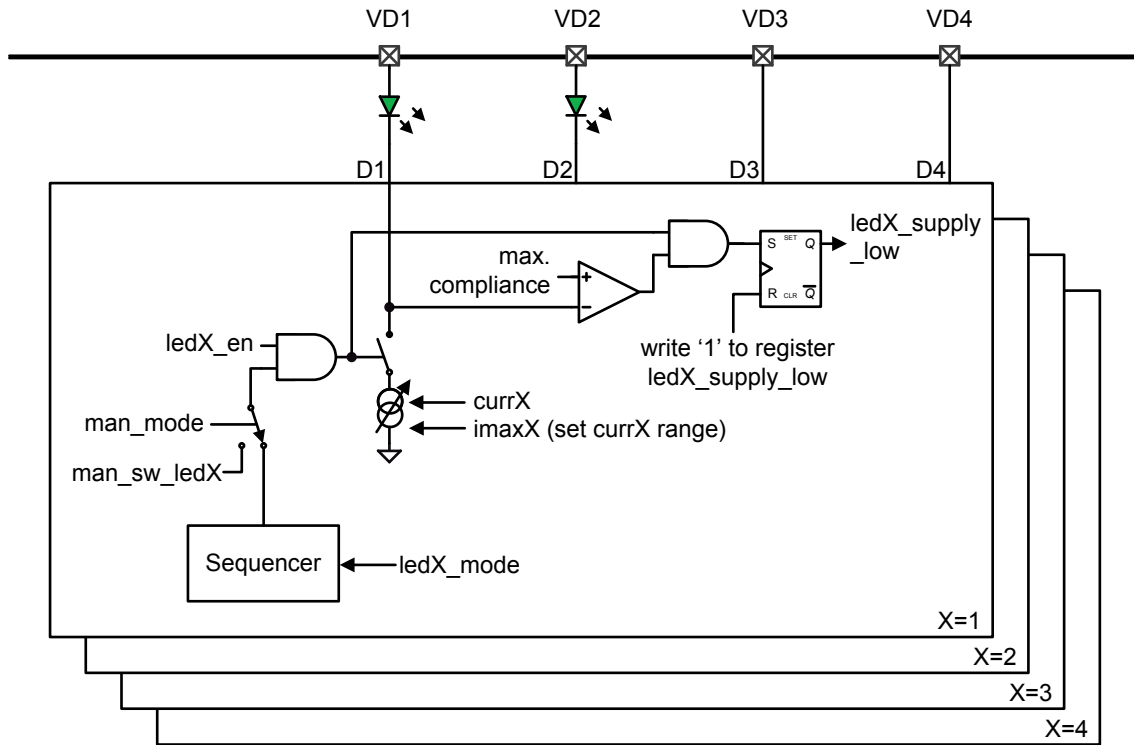 VD1 VD2 VD3 VD4
D1 D2 D3 D4
ledX_supply
_low
S SET Q
R CLR Q
max.
compliance
+
−
write ‘1’ to register
ledX_supply_low
ledX_en
man_mode
man_sw_ledX
currX
imaxX (set currX range)
Sequencer
ledX_mode
X=1
X=2
X=3
X=4